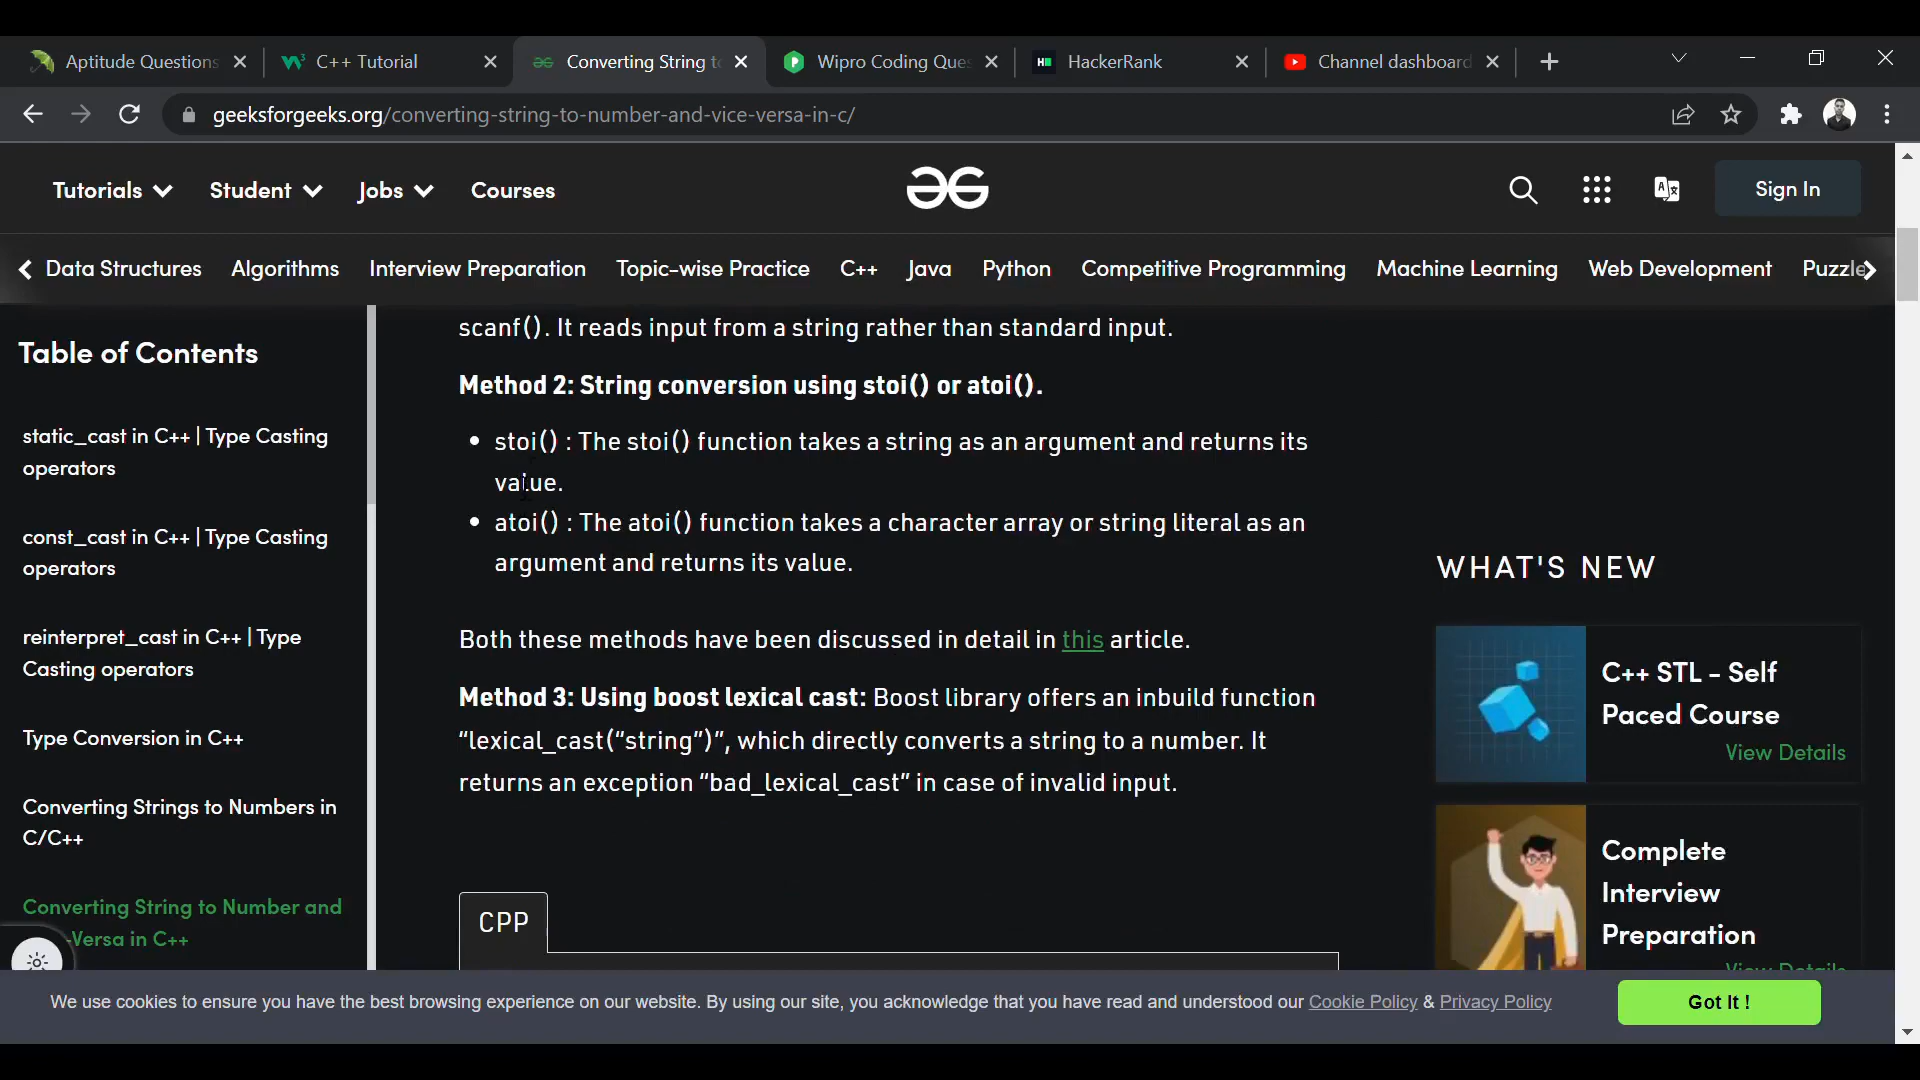 Aptitude Questions
C++ Tutorial
Converting String to
Wipro Coding Ques
HackerRank
Channel dashboard
geeksforgeeks.org/converting-string-to-number-and-vice-versa-in-c/
Tutorials
Student
Jobs
Courses
Sign In
Data Structures
Algorithms
Interview Preparation
Topic-wise Practice
C++
Java
Python
Competitive Programming
Machine Learning
Web Development
Puzzle
Table of Contents
static_cast in C++ | Type Casting
operators
const_cast in C++ | Type Casting
operators
reinterpret_cast in C++ | Type
Casting operators
Type Conversion in C++
Converting Strings to Numbers in
C/C++
Converting String to Number and
-Versa in C++
scanf(). It reads input from a string rather than standard input.
Method 2: String conversion using stoi() or atoi().
• stoi() : The stoi() function takes a string as an argument and returns its
value.
• atoi() : The atoi() function takes a character array or string literal as an
argument and returns its value.
Both these methods have been discussed in detail in this article.
Method 3: Using boost lexical cast: Boost library offers an inbuild function
“lexical_cast(“string”)”, which directly converts a string to a number. It
returns an exception “bad_lexical_cast” in case of invalid input.
CPP
WHAT'S NEW
C++ STL - Self
Paced Course
View Details
Complete
Interview
Preparation
View Details
We use cookies to ensure you have the best browsing experience on our website. By using our site, you acknowledge that you have read and understood our Cookie Policy & Privacy Policy
Got It !